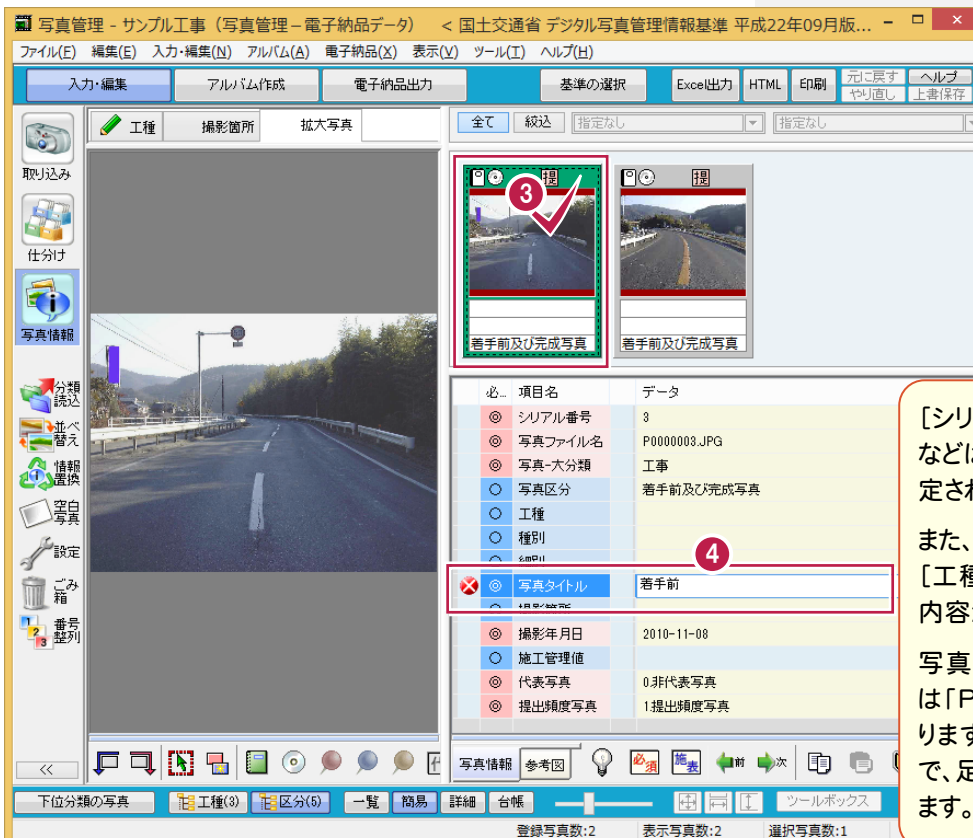 写真管理 - サンプル工事（写真管理－電子納品データ） < 国土交通省 デジタル写真管理情報基準 平成22年09月版...
ファイル(F) 編集(E) 入力・編集(N) アルバム(A) 電子納品(X) 表示(V) ツール(T) ヘルプ(H)
入力・編集 アルバム作成 電子納品出力 基準の選択 Excel出力 HTML 印刷 元に戻す ヘルプ
やり直し 上書保存
工種 撮影箇所 拡大写真
全て 絞込 指定なし 指定なし
取り込み
仕分け
写真情報
分類
読込
並べ
替え
情報
置換
空白
写真
設定
ごみ
箱
番号
整列
提
3
着手前及び完成写真
提
着手前及び完成写真
必... 項目名 データ
◎ シリアル番号 3
◎ 写真ファイル名 P0000003.JPG
◎ 写真-大分類 工事
○ 写真区分 着手前及び完成写真
○ 工種
○ 種別
4
◎ 写真タイトル 着手前
◎ 撮影年月日 2010-11-08
○ 施工管理値
◎ 代表写真 0.非代表写真
◎ 提出頻度写真 1.提出頻度写真
[シリ
などは
定され
また、
[工種
内容
写真
は「P
ります
で、足
ます。
<< 写真情報 参考図 必須 施表 前 次
下位分類の写真 工種(3) 区分(5) 一覧 簡易 詳細 台帳 ツールボックス
登録写真数:2 表示写真数:2 選択写真数:1